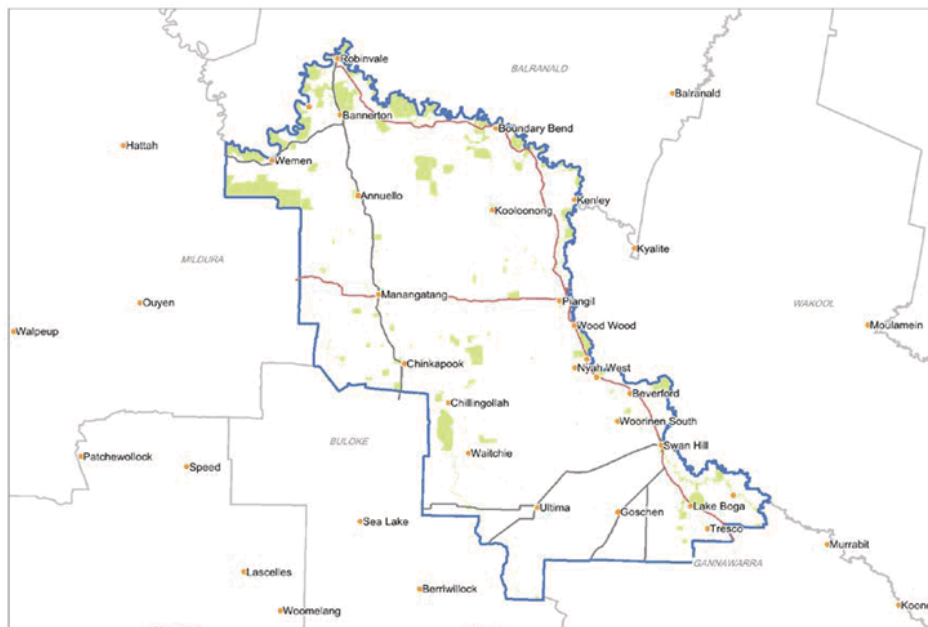 Robinvale
BALRANALD
Balranald
Bannerton
Boundary Bend
Hattah
Wemen
Annuello
Kenley
Kooloonong
Kyalite
MILDURA
Manangatang
Piangil
Ouyen
WAKOOL
Walpeup
Wood Wood
Moulamein
Chinkapook
Nyah West
Beverford
Chillingollah
Woorinen South
BULOKE
Swan Hill
Waitchie
Patchewollock
Speed
Ultima
Goschen
Lake Boga
Sea Lake
Tresco
Murrabit
GANNAWARRA
Lascelles
Berriwillock
Woomelang